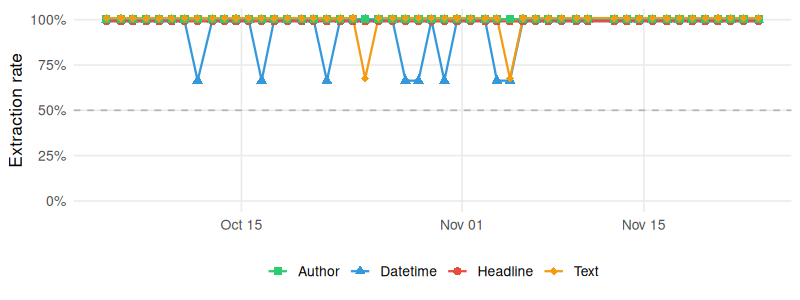 100%
75%
50%
25%
0%
Extraction rate
Oct 15 Nov 01 Nov 15
Author Datetime Headline Text